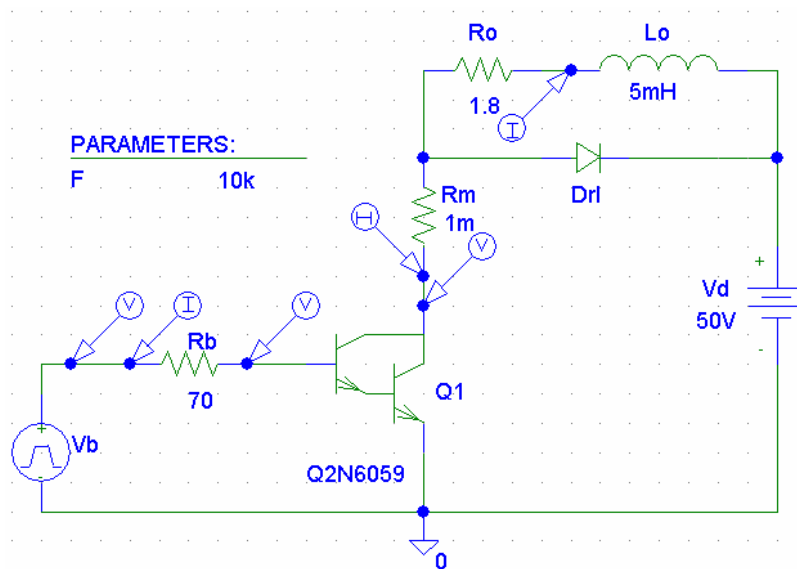 Ro
Lo
1.8
5mH
I
PARAMETERS:
F 10k
Drl
Rm
1m
I
V
Vd
50V
+
-
V
I
V
Rb
70
Q1
Vb
+
-
Q2N6059
0